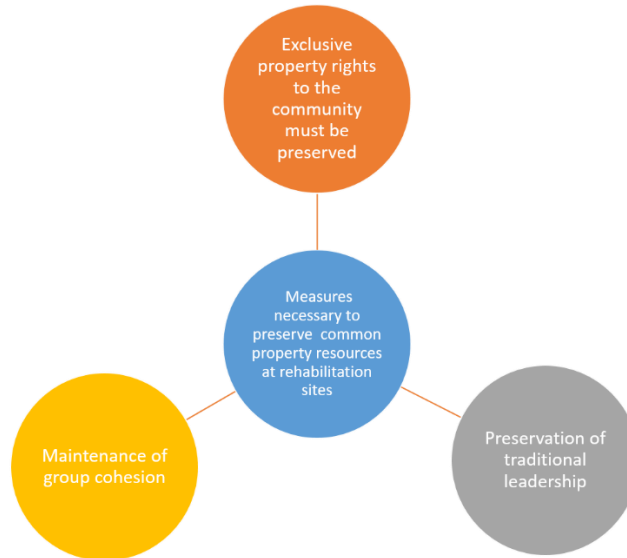 Exclusive
property rights
to the
community
must be
preserved
Measures
necessary to
preserve common
property resources
at rehabilitation
sites
Maintenance of
group cohesion
Preservation of
traditional
leadership